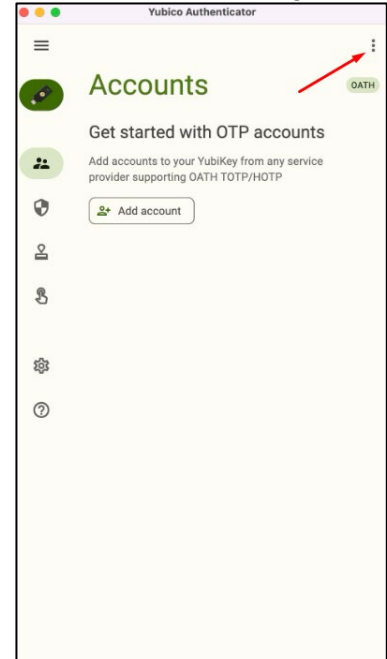 Yubico Authenticator
Accounts
OATH
Get started with OTP accounts
Add accounts to your YubiKey from any service
provider supporting OATH TOTP/HOTP
Add account